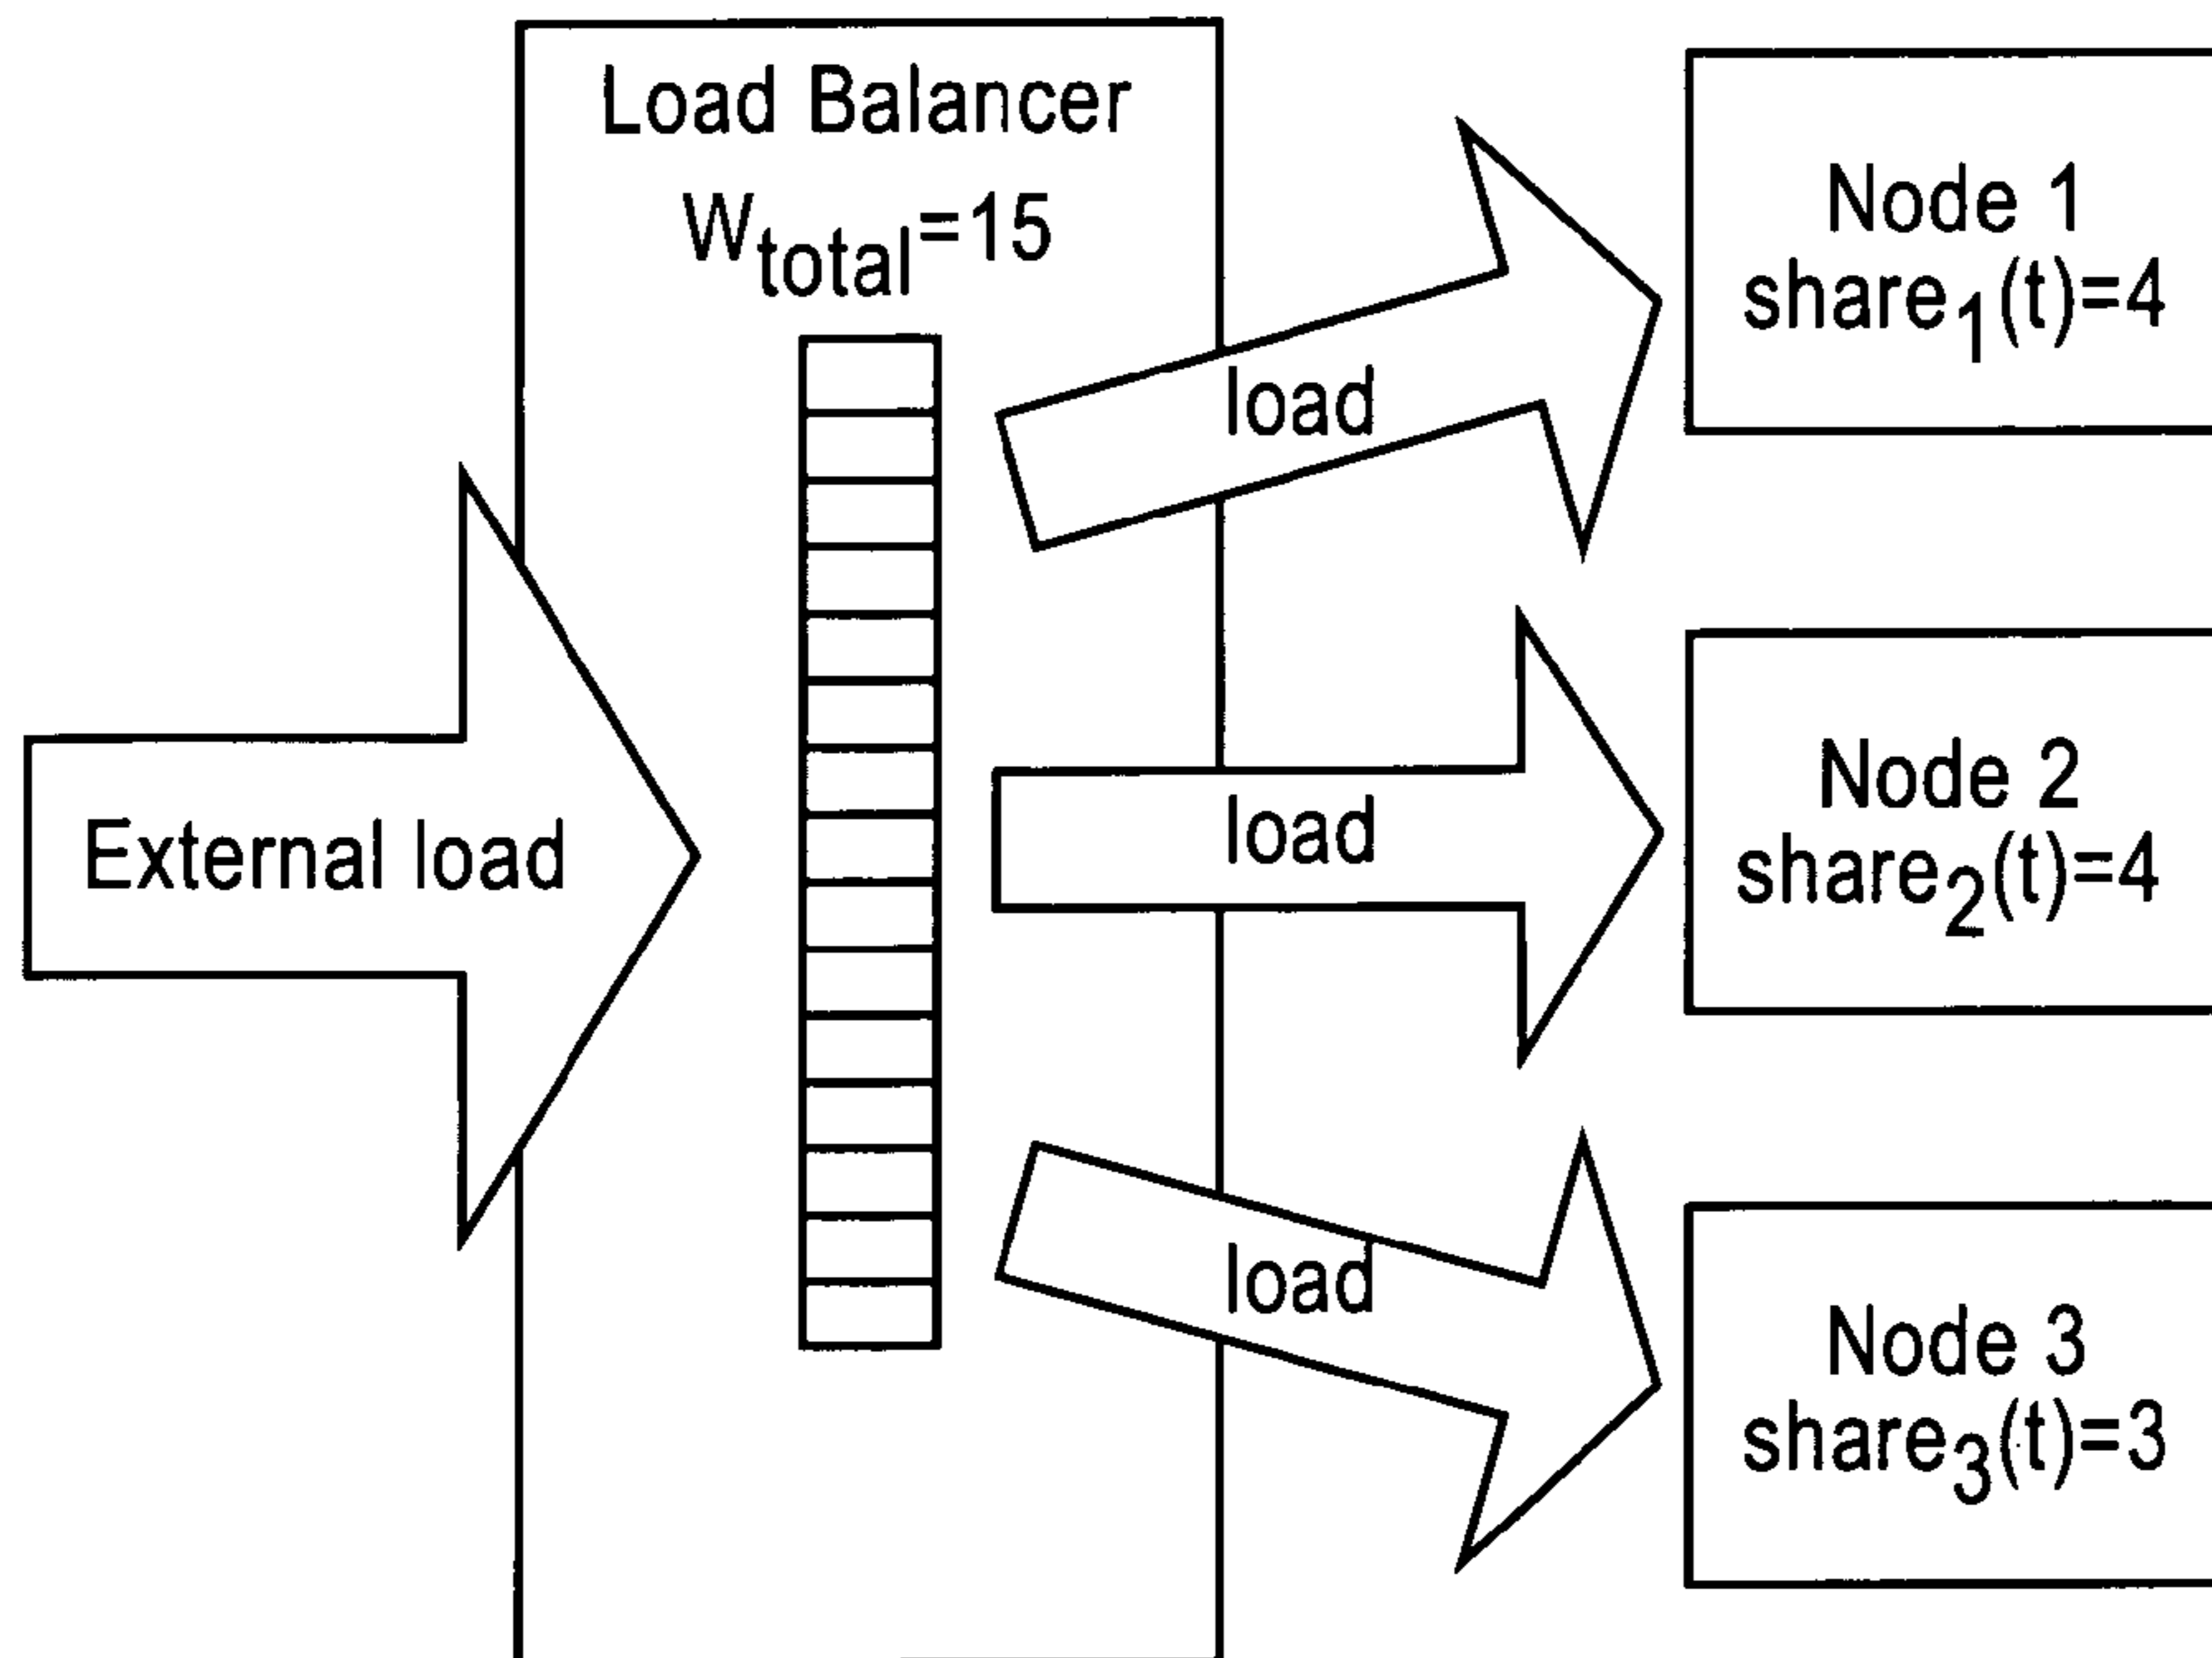 Load Balancer
Wtotal=15
External load
load
load
load
Node 1
share1(t)=4
Node 2
share2(t)=4
Node 3
share3(t)=3